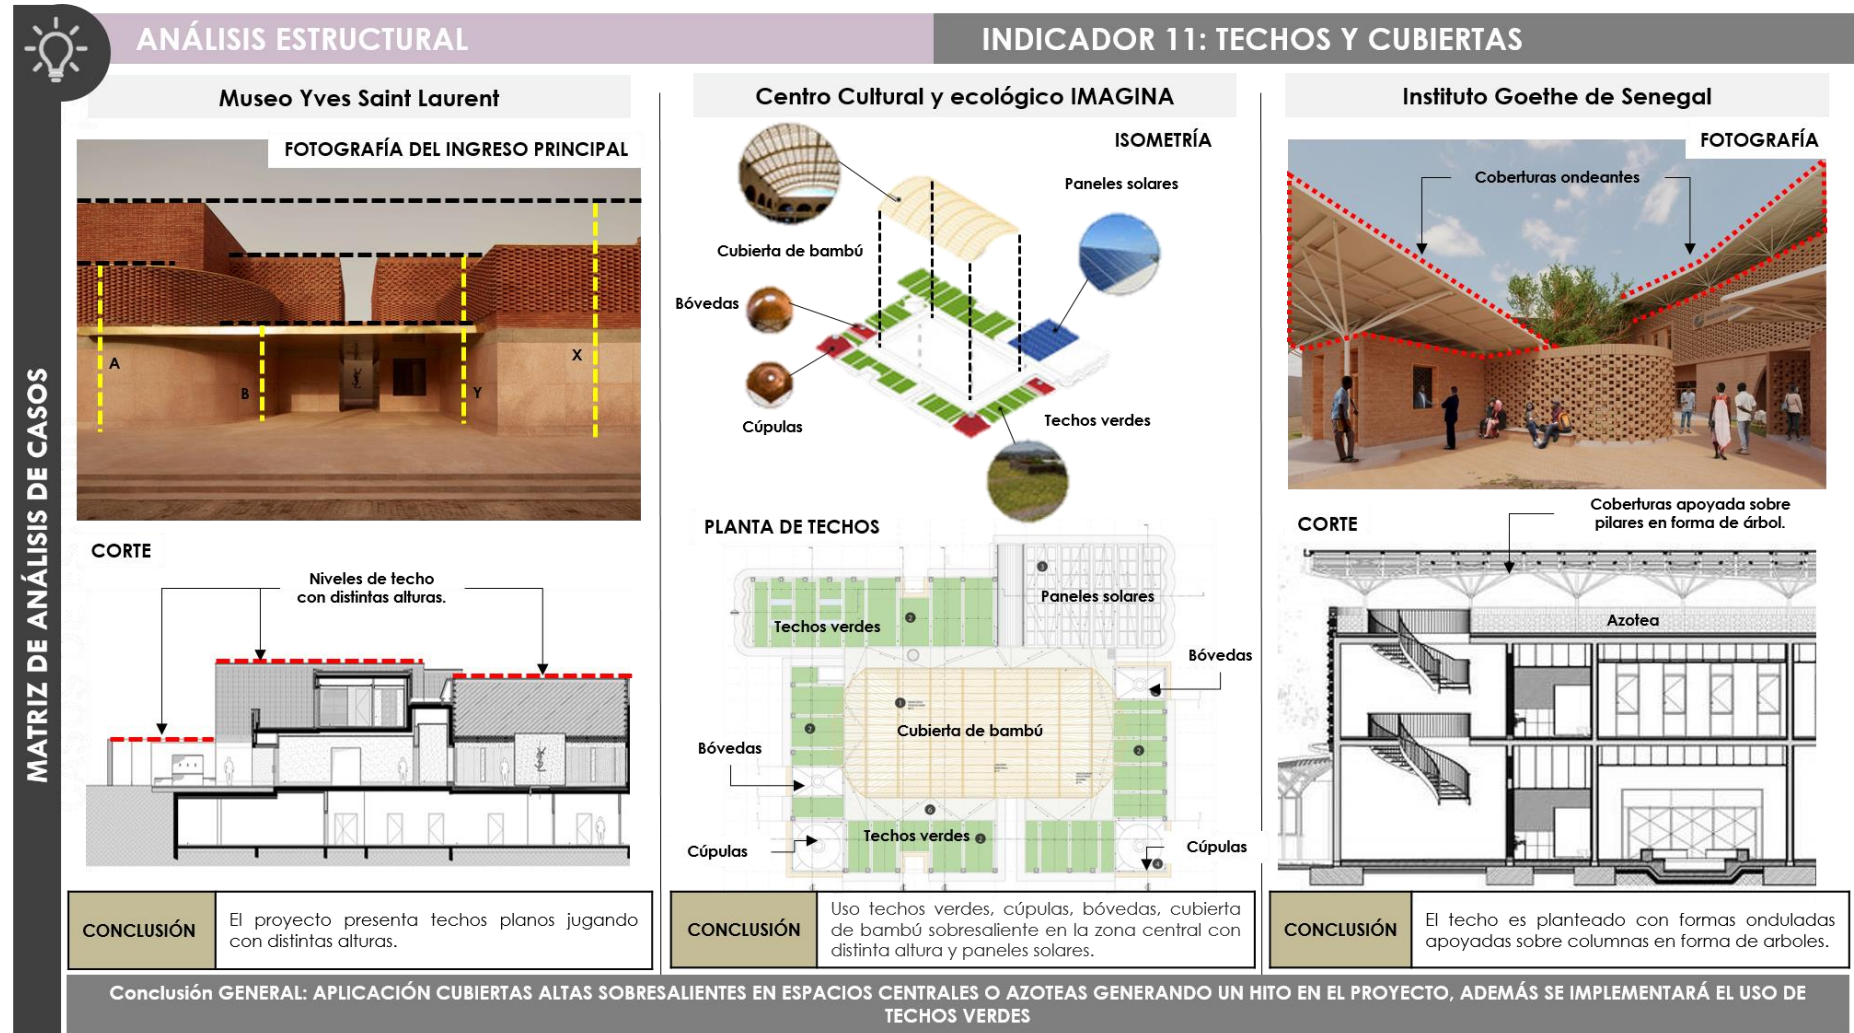 ANÁLISIS ESTRUCTURAL
INDICADOR 11: TECHOS Y CUBIERTAS
MATRIZ DE ANÁLISIS DE CASOS
Museo Yves Saint Laurent
FOTOGRAFÍA DEL INGRESO PRINCIPAL
A
B
Y
X
CORTE
Niveles de techo
con distintas alturas.
CONCLUSIÓN
El proyecto presenta techos planos jugando
con distintas alturas.
Centro Cultural y ecológico IMAGINA
ISOMETRÍA
Paneles solares
Cubierta de bambú
Bóvedas
Cúpulas
Techos verdes
PLANTA DE TECHOS
Paneles solares
Techos verdes
Bóvedas
Cubierta de bambú
Bóvedas
Techos verdes
Cúpulas
Cúpulas
CONCLUSIÓN
Uso techos verdes, cúpulas, bóvedas, cubierta
de bambú sobresaliente en la zona central con
distinta altura y paneles solares.
Instituto Goethe de Senegal
FOTOGRAFÍA
Coberturas ondeantes
Coberturas apoyada sobre
pilares en forma de árbol.
CORTE
Azotea
CONCLUSIÓN
El techo es planteado con formas onduladas
apoyadas sobre columnas en forma de arboles.
Conclusión GENERAL: APLICACIÓN CUBIERTAS ALTAS SOBRESALIENTES EN ESPACIOS CENTRALES O AZOTEAS GENERANDO UN HITO EN EL PROYECTO, ADEMÁS SE IMPLEMENTARÁ EL USO DE
TECHOS VERDES